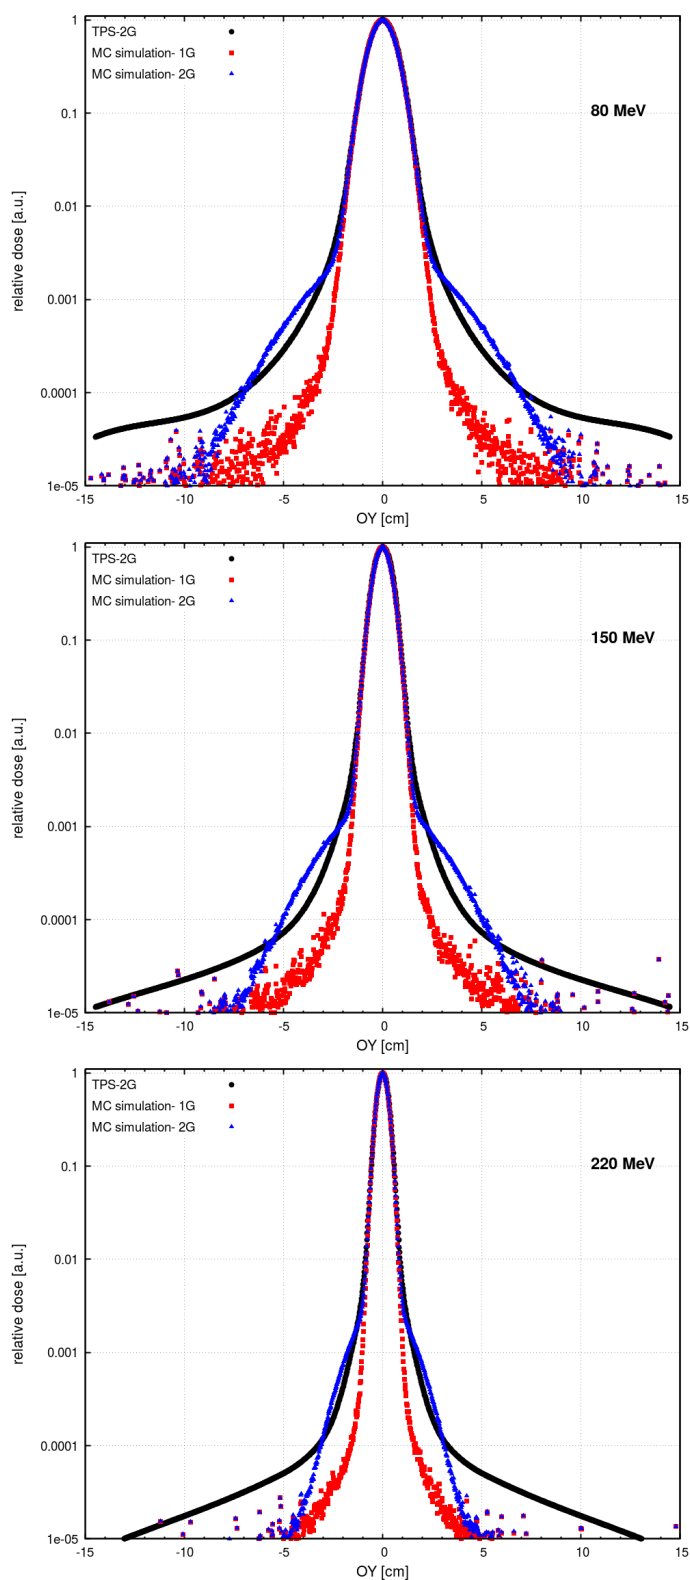 1
TPS-2G
MC simulation- 1G
MC simulation- 2G
0.1
80 MeV
0.01
relative dose [a.u.]
0.001
0.0001
1e-05
-15 -10 -5 0 5 10 15
OY [cm]
1
TPS-2G
MC simulation- 1G
MC simulation- 2G
0.1
150 MeV
0.01
relative dose [a.u.]
0.001
0.0001
1e-05
-15 -10 -5 0 5 10 15
OY [cm]
1
TPS-2G
MC simulation- 1G
MC simulation- 2G
0.1
220 MeV
0.01
relative dose [a.u.]
0.001
0.0001
1e-05
-15 -10 -5 0 5 10 15
OY [cm]